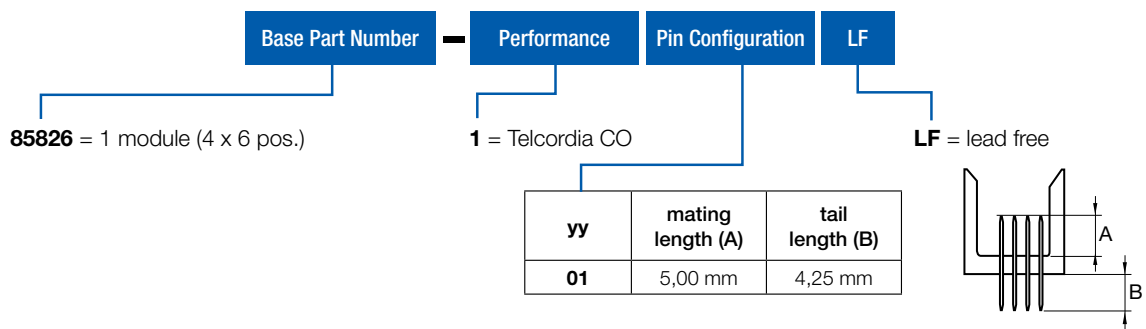 Base Part Number - Performance Pin Configuration LF
85826 = 1 module (4 x 6 pos.)
1 = Telcordia CO
LF = lead free
yy mating length (A) tail length (B)
01 5,00 mm 4,25 mm
A
B